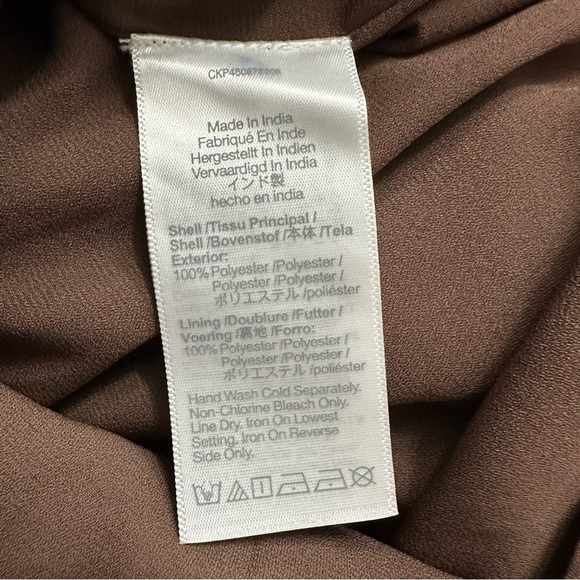 Made In India
Fabriqué En Inde
Hergestellt In Indien
Vervaardigd In India
インド製
hecho en india
Shell /Tissu Principal /
Shell /Bovenstof /本体 /Tela
Exterior:
100% Polyester /Polyester /
Polyester /Polyester /
ポリエステル /poliéster
Lining /Doublure /Futter /
Voering /裏地 /Forro:
100% Polyester /Polyester /
Polyester /Polyester /
ポリエステル /poliéster
Hand Wash Cold Separately.
Non-Chlorine Bleach Only.
Line Dry. Iron On Lowest
Setting. Iron On Reverse
Side Only.